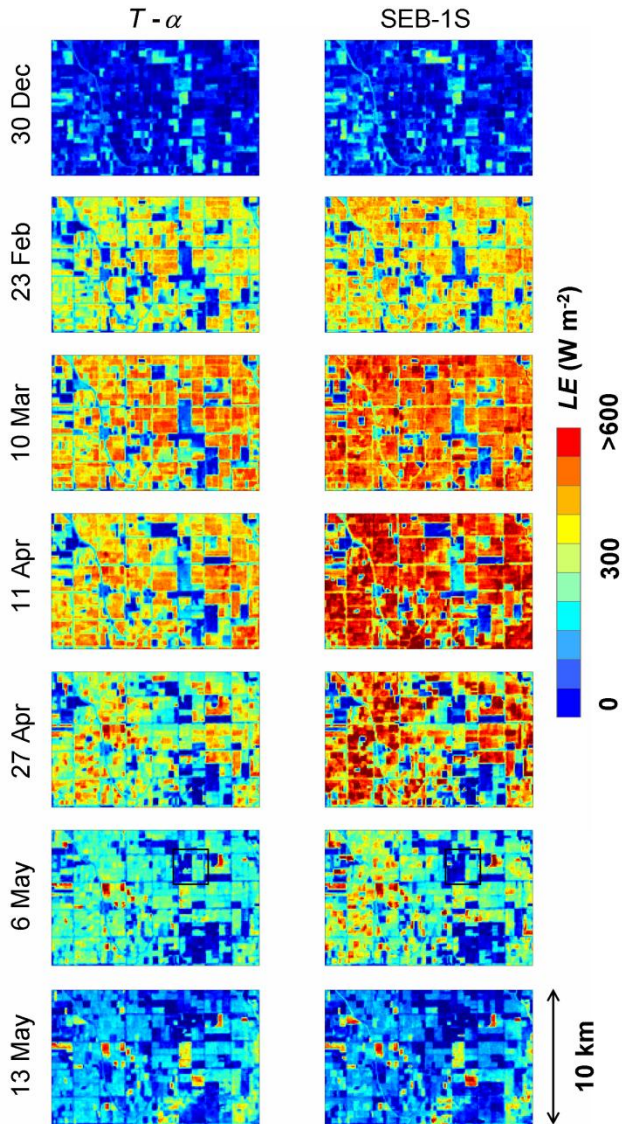 T - α
SEB-1S
30 Dec
23 Feb
10 Mar
11 Apr
27 Apr
6 May
13 May
LE (W m⁻²)
>600
300
0
10 km